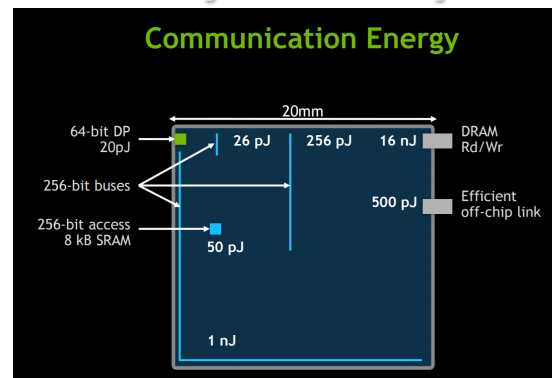 Communication Energy
20mm
64-bit DP
20pJ
26 pJ
256 pJ
16 nJ
DRAM
Rd/Wr
256-bit buses
500 pJ
Efficient
off-chip link
256-bit access
8 kB SRAM
50 pJ
1 nJ